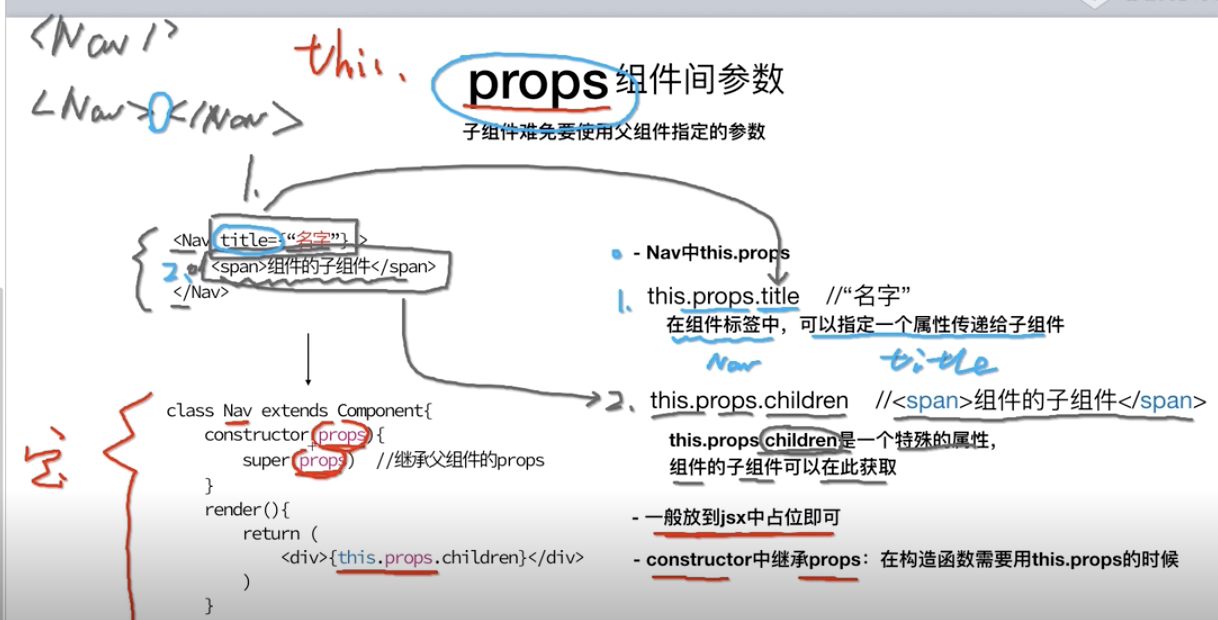 <Nav />
this.
<Nav></Nav>
props 组件间参数
子组件难免要使用父组件指定的参数
1.
<Nav title={“名字”} >
2.
<span>组件的子组件</span>
</Nav>
- Nav中this.props
1. this.props.title //“名字”
在组件标签中，可以指定一个属性传递给子组件
Nav title
2. this.props.children //<span>组件的子组件</span>
this.props.children是一个特殊的属性，
组件的子组件可以在此获取
- 一般放到jsx中占位即可
- constructor中继承props：在构造函数需要用this.props的时候
class Nav extends Component{
constructor(props){
super(props) //继承父组件的props
}
render(){
return (
<div>{this.props.children}</div>
)
}